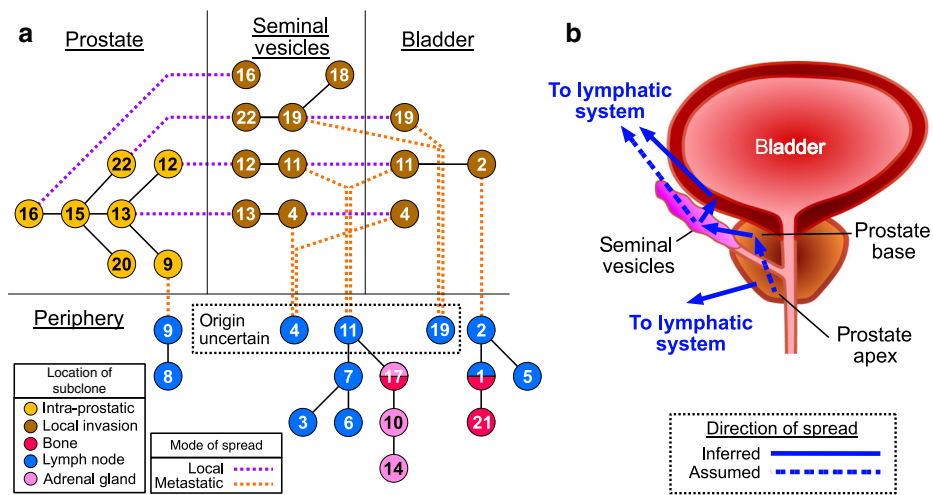 a
Prostate
Seminal
vesicles
Bladder
16
18
22
19
19
22
12
12
11
11
2
16
15
13
13
4
4
20
9
Periphery
Origin
uncertain
9
4
11
19
2
8
7
17
1
5
3
6
10
21
14
Location of
subclone
Intra-prostatic
Local invasion
Bone
Lymph node
Adrenal gland
Mode of spread
Local
Metastatic
b
To lymphatic
system
Bladder
Seminal
vesicles
Prostate
base
To lymphatic
system
Prostate
apex
Direction of spread
Inferred
Assumed